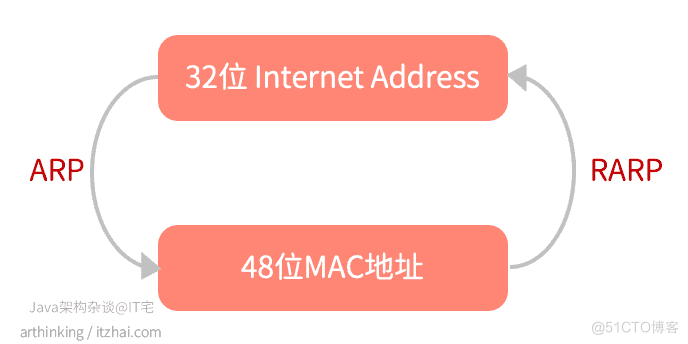 32位 Internet Address
ARP
RARP
48位MAC地址
Java架构杂谈@IT宅
arthinking / itzhai.com
@51CTO博客